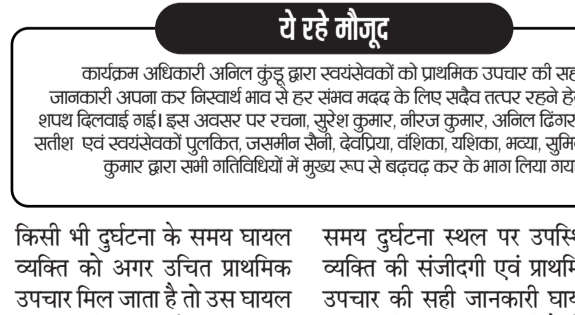 ये रहे मौजूद
कार्यक्रम अधिकारी अनिल कुंडू द्वारा स्वयंसेवकों को प्राथमिक उपचार की
जानकारी अपना कर निस्वार्थ भाव से हर संभव मदद के लिए सदैव तत्पर रहने
शपथ दिलवाई गई। इस अवसर पर रचना, सुरेश कुमार, नीरज कुमार, अनिल
सतीश एवं स्वयंसेवकों पुलकित, जसमीन सैनी, देवप्रिया, वंशिका, यशिका, भव्या,
कुमार द्वारा सभी गतिविधियों में मुख्य रूप से बढ़चढ़ कर के भाग लिया
किसी भी दुर्घटना के समय घायल
व्यक्ति को अगर उचित प्राथमिक
उपचार मिल जाता है तो उस घायल
समय दुर्घटना स्थल पर
व्यक्ति की संजीदगी एवं
उपचार की सही जानकारी